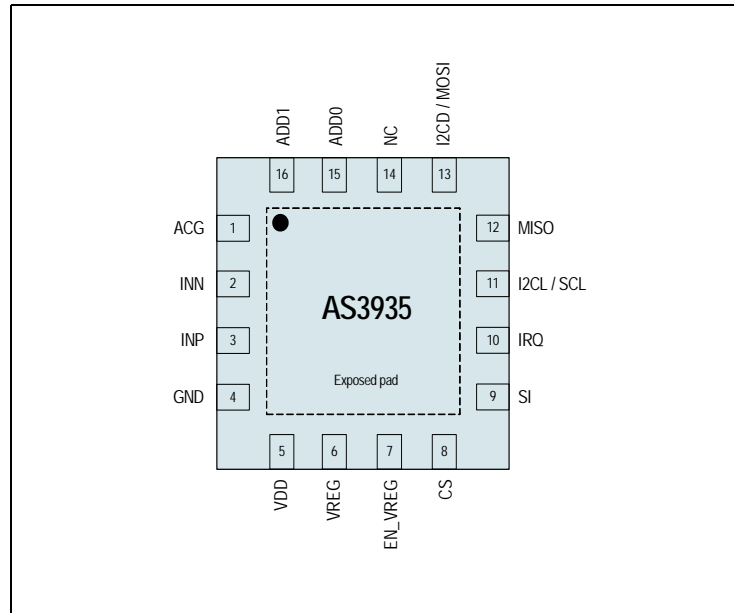 ADD1
ADD0
NC
I2CD / MOSI
16
15
14
13
ACG
1
12
MISO
INN
2
11
I2CL / SCL
AS3935
INP
3
10
IRQ
Exposed pad
GND
4
9
SI
5
6
7
8
VDD
VREG
EN_VREG
CS